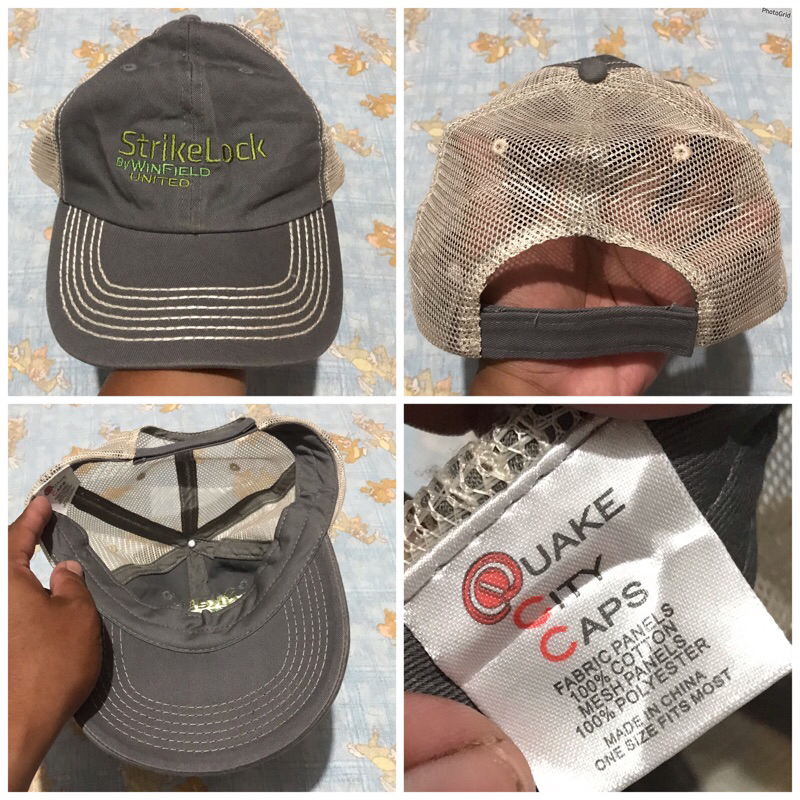 PhotoGrid
StrikeLock
By WinField
UNITED
QUAKE
CITY
CAPS
FABRIC PANELS
100% COTTON
MESH PANELS
100% POLYESTER
MADE IN CHINA
ONE SIZE FITS MOST